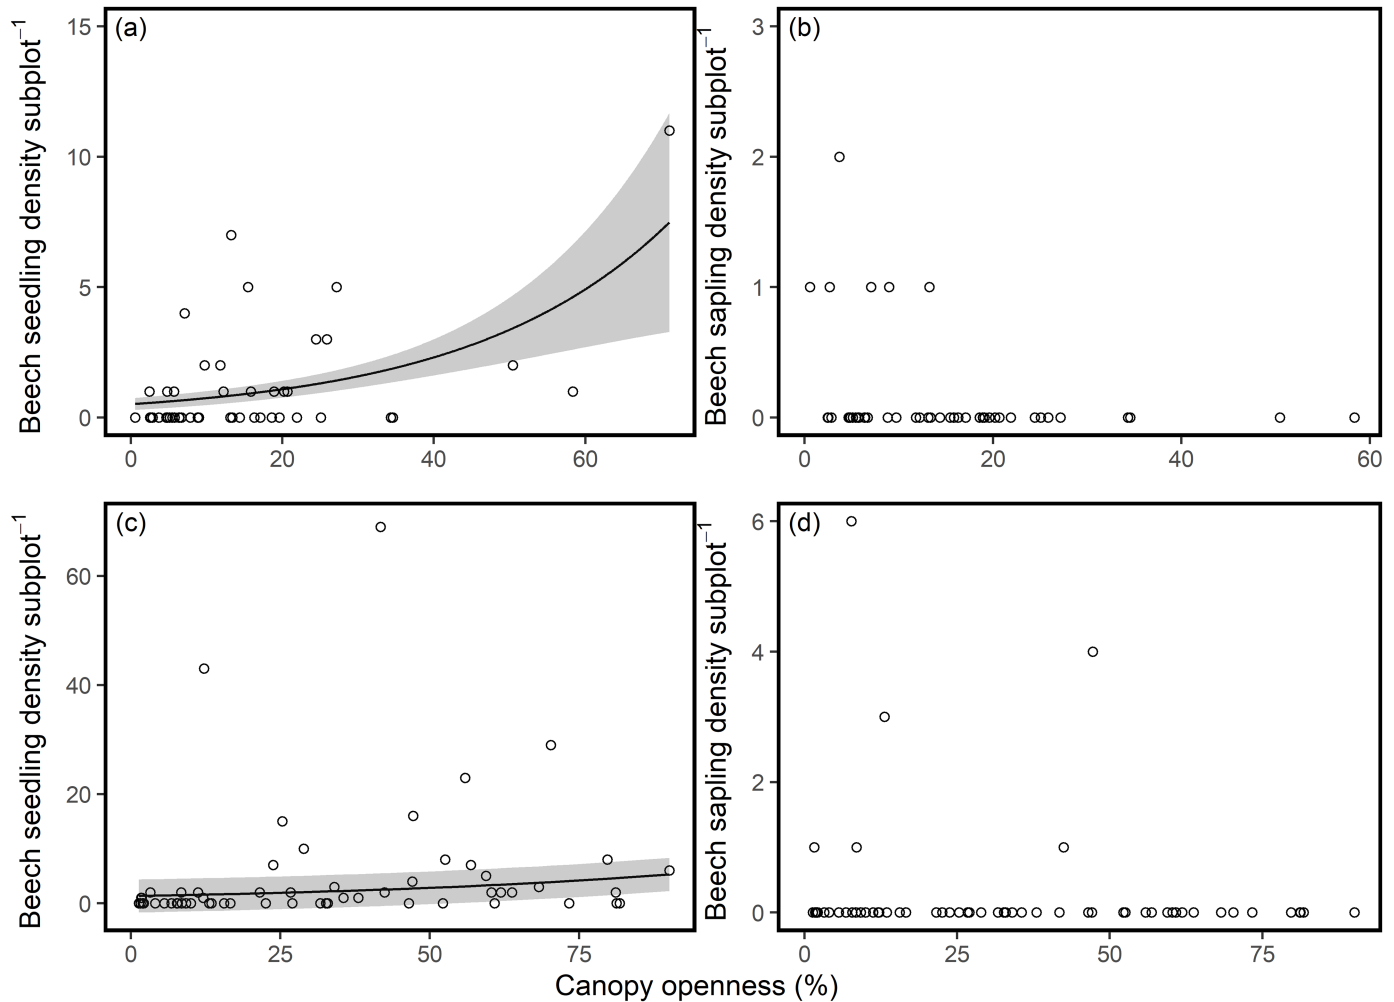 (a)
Beech seedling density subplot⁻¹
15
10
5
0
0 20 40 60
(b)
Beech sapling density subplot⁻¹
3
2
1
0
0 20 40 60
(c)
Beech seedling density subplot⁻¹
60
40
20
0
0 25 50 75
(d)
Beech sapling density subplot⁻¹
6
4
2
0
0 25 50 75
Canopy openness (%)